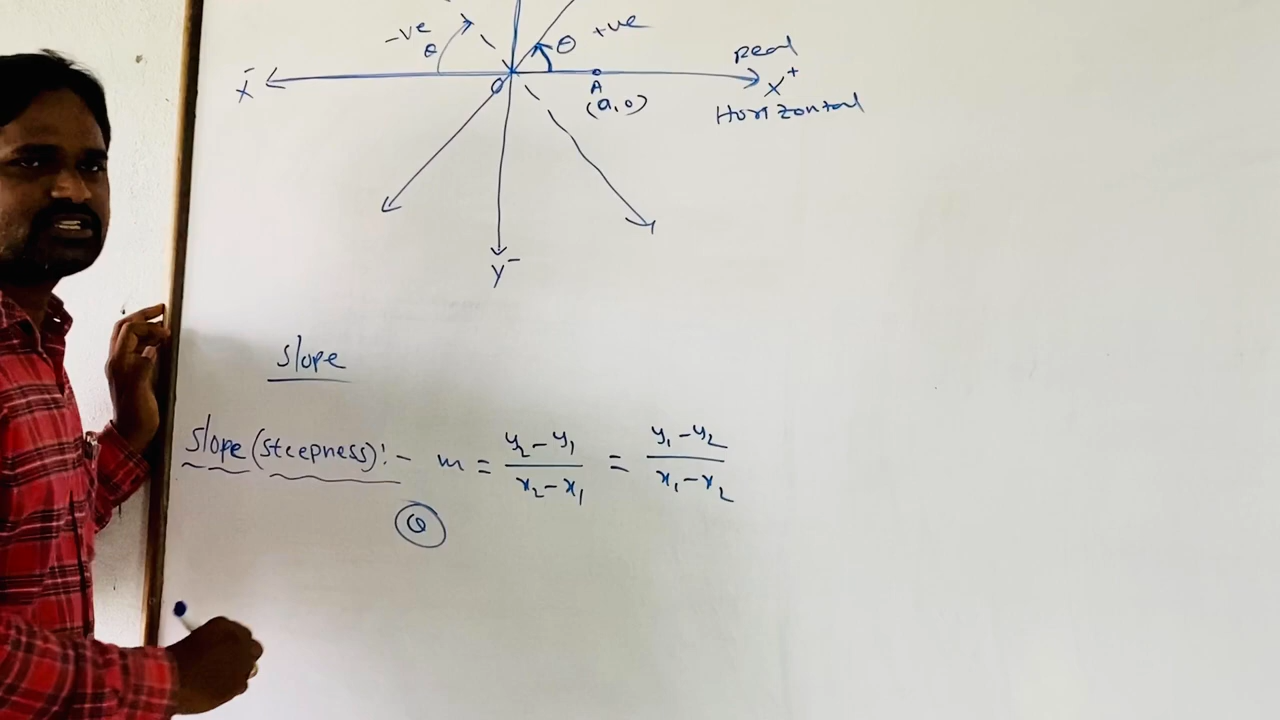 -ve
θ
θ +ve
Real
X⁻
O
A
X⁺
(a,0)
Horizontal
Y⁻
Slope
Slope (steepness):- m = y₂-y₁/x₂-x₁ = y₁-y₂/x₁-x₂
θ